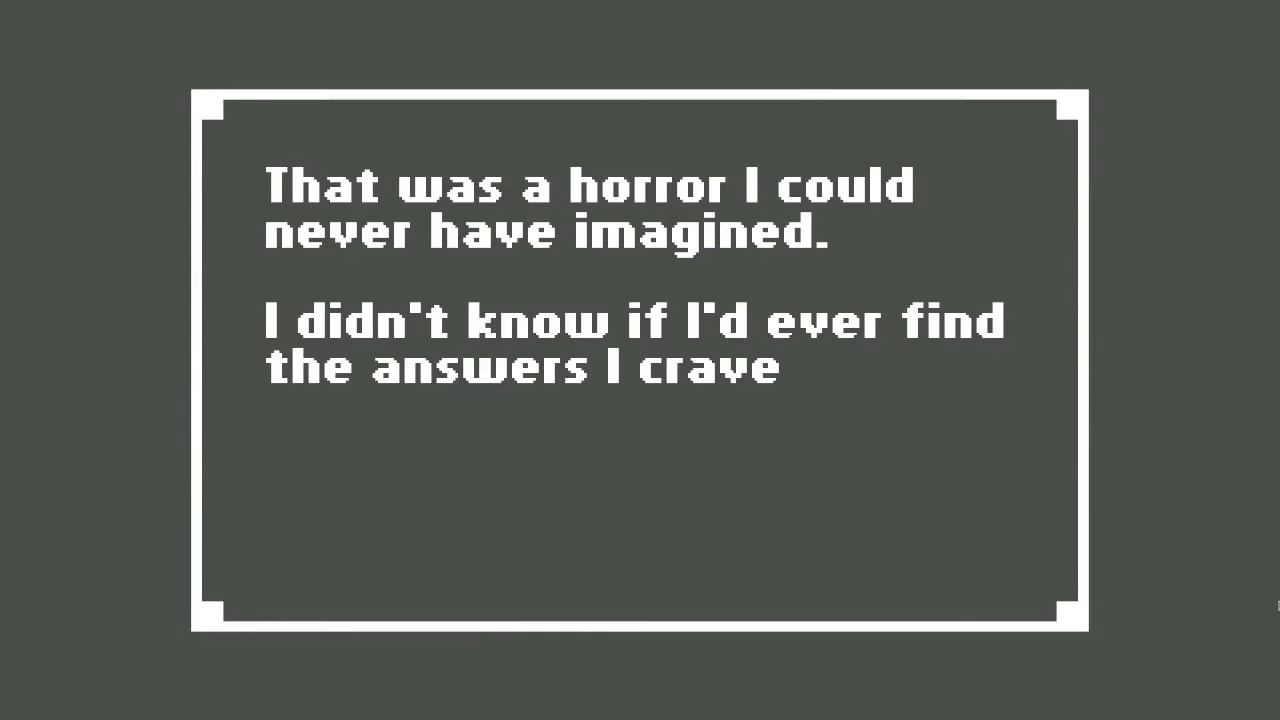 That was a horror I could
never have imagined.
I didn't know if I'd ever find
the answers I crave